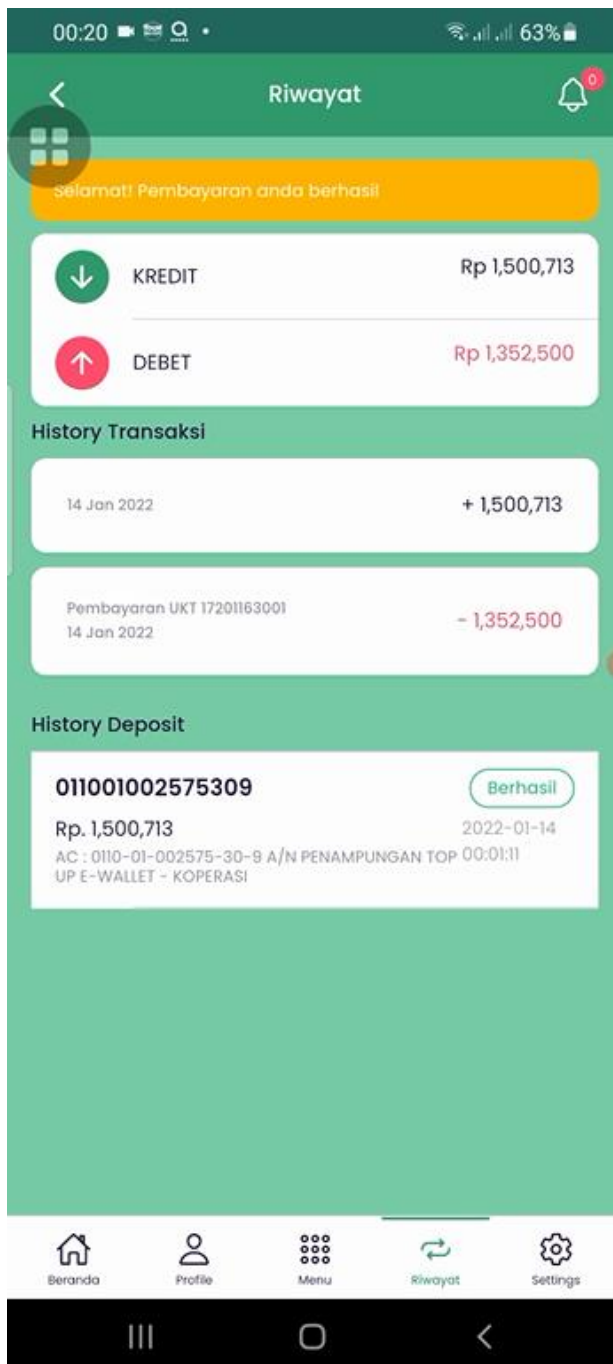 00:20
63%
Riwayat
0
Selamat! Pembayaran anda berhasil
KREDIT
Rp 1,500,713
DEBET
Rp 1,352,500
History Transaksi
14 Jan 2022
+ 1,500,713
Pembayaran UKT 17201163001
14 Jan 2022
- 1,352,500
History Deposit
011001002575309
Berhasil
Rp. 1,500,713
2022-01-14
AC : 0110-01-002575-30-9 A/N PENAMPUNGAN TOP
00:01:11
UP E-WALLET - KOPERASI
Beranda
Profile
Menu
Riwayat
Settings